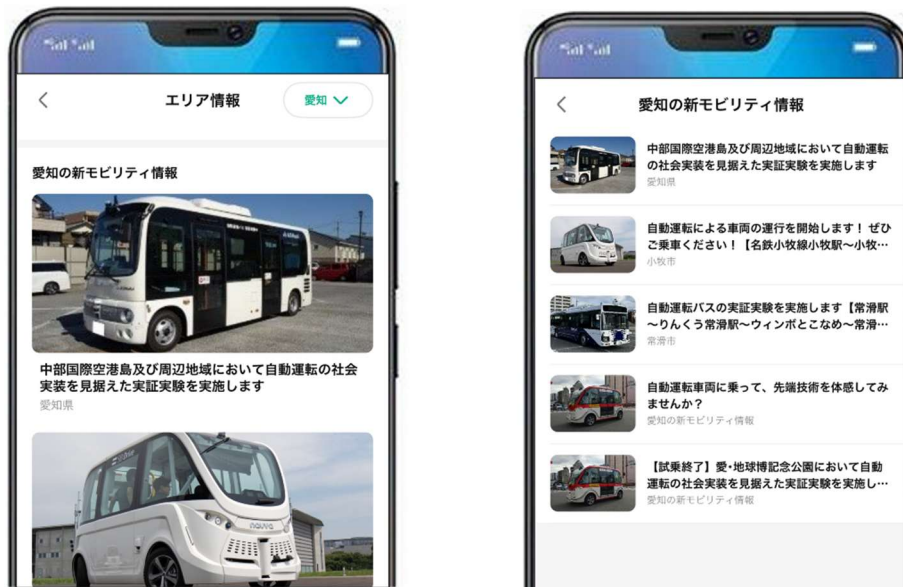 エリア情報
愛知
愛知の新モビリティ情報
中部国際空港島及び周辺地域において自動運転の社会
実装を見据えた実証実験を実施します
愛知県
愛知の新モビリティ情報
中部国際空港島及び周辺地域において自動運転
の社会実装を見据えた実証実験を実施します
愛知県
自動運転による車両の運行を開始します！ ぜひ
ご乗車ください！【名鉄小牧線小牧駅〜小牧…
小牧市
自動運転バスの実証実験を実施します【常滑駅
〜りんくう常滑駅〜ウィンボとこなめ〜常滑…
常滑市
自動運転車両に乗って、先端技術を体感してみ
ませんか？
愛知の新モビリティ情報
【試乗終了】愛・地球博記念公園において自動
運転の社会実装を見据えた実証実験を実施し…
愛知の新モビリティ情報